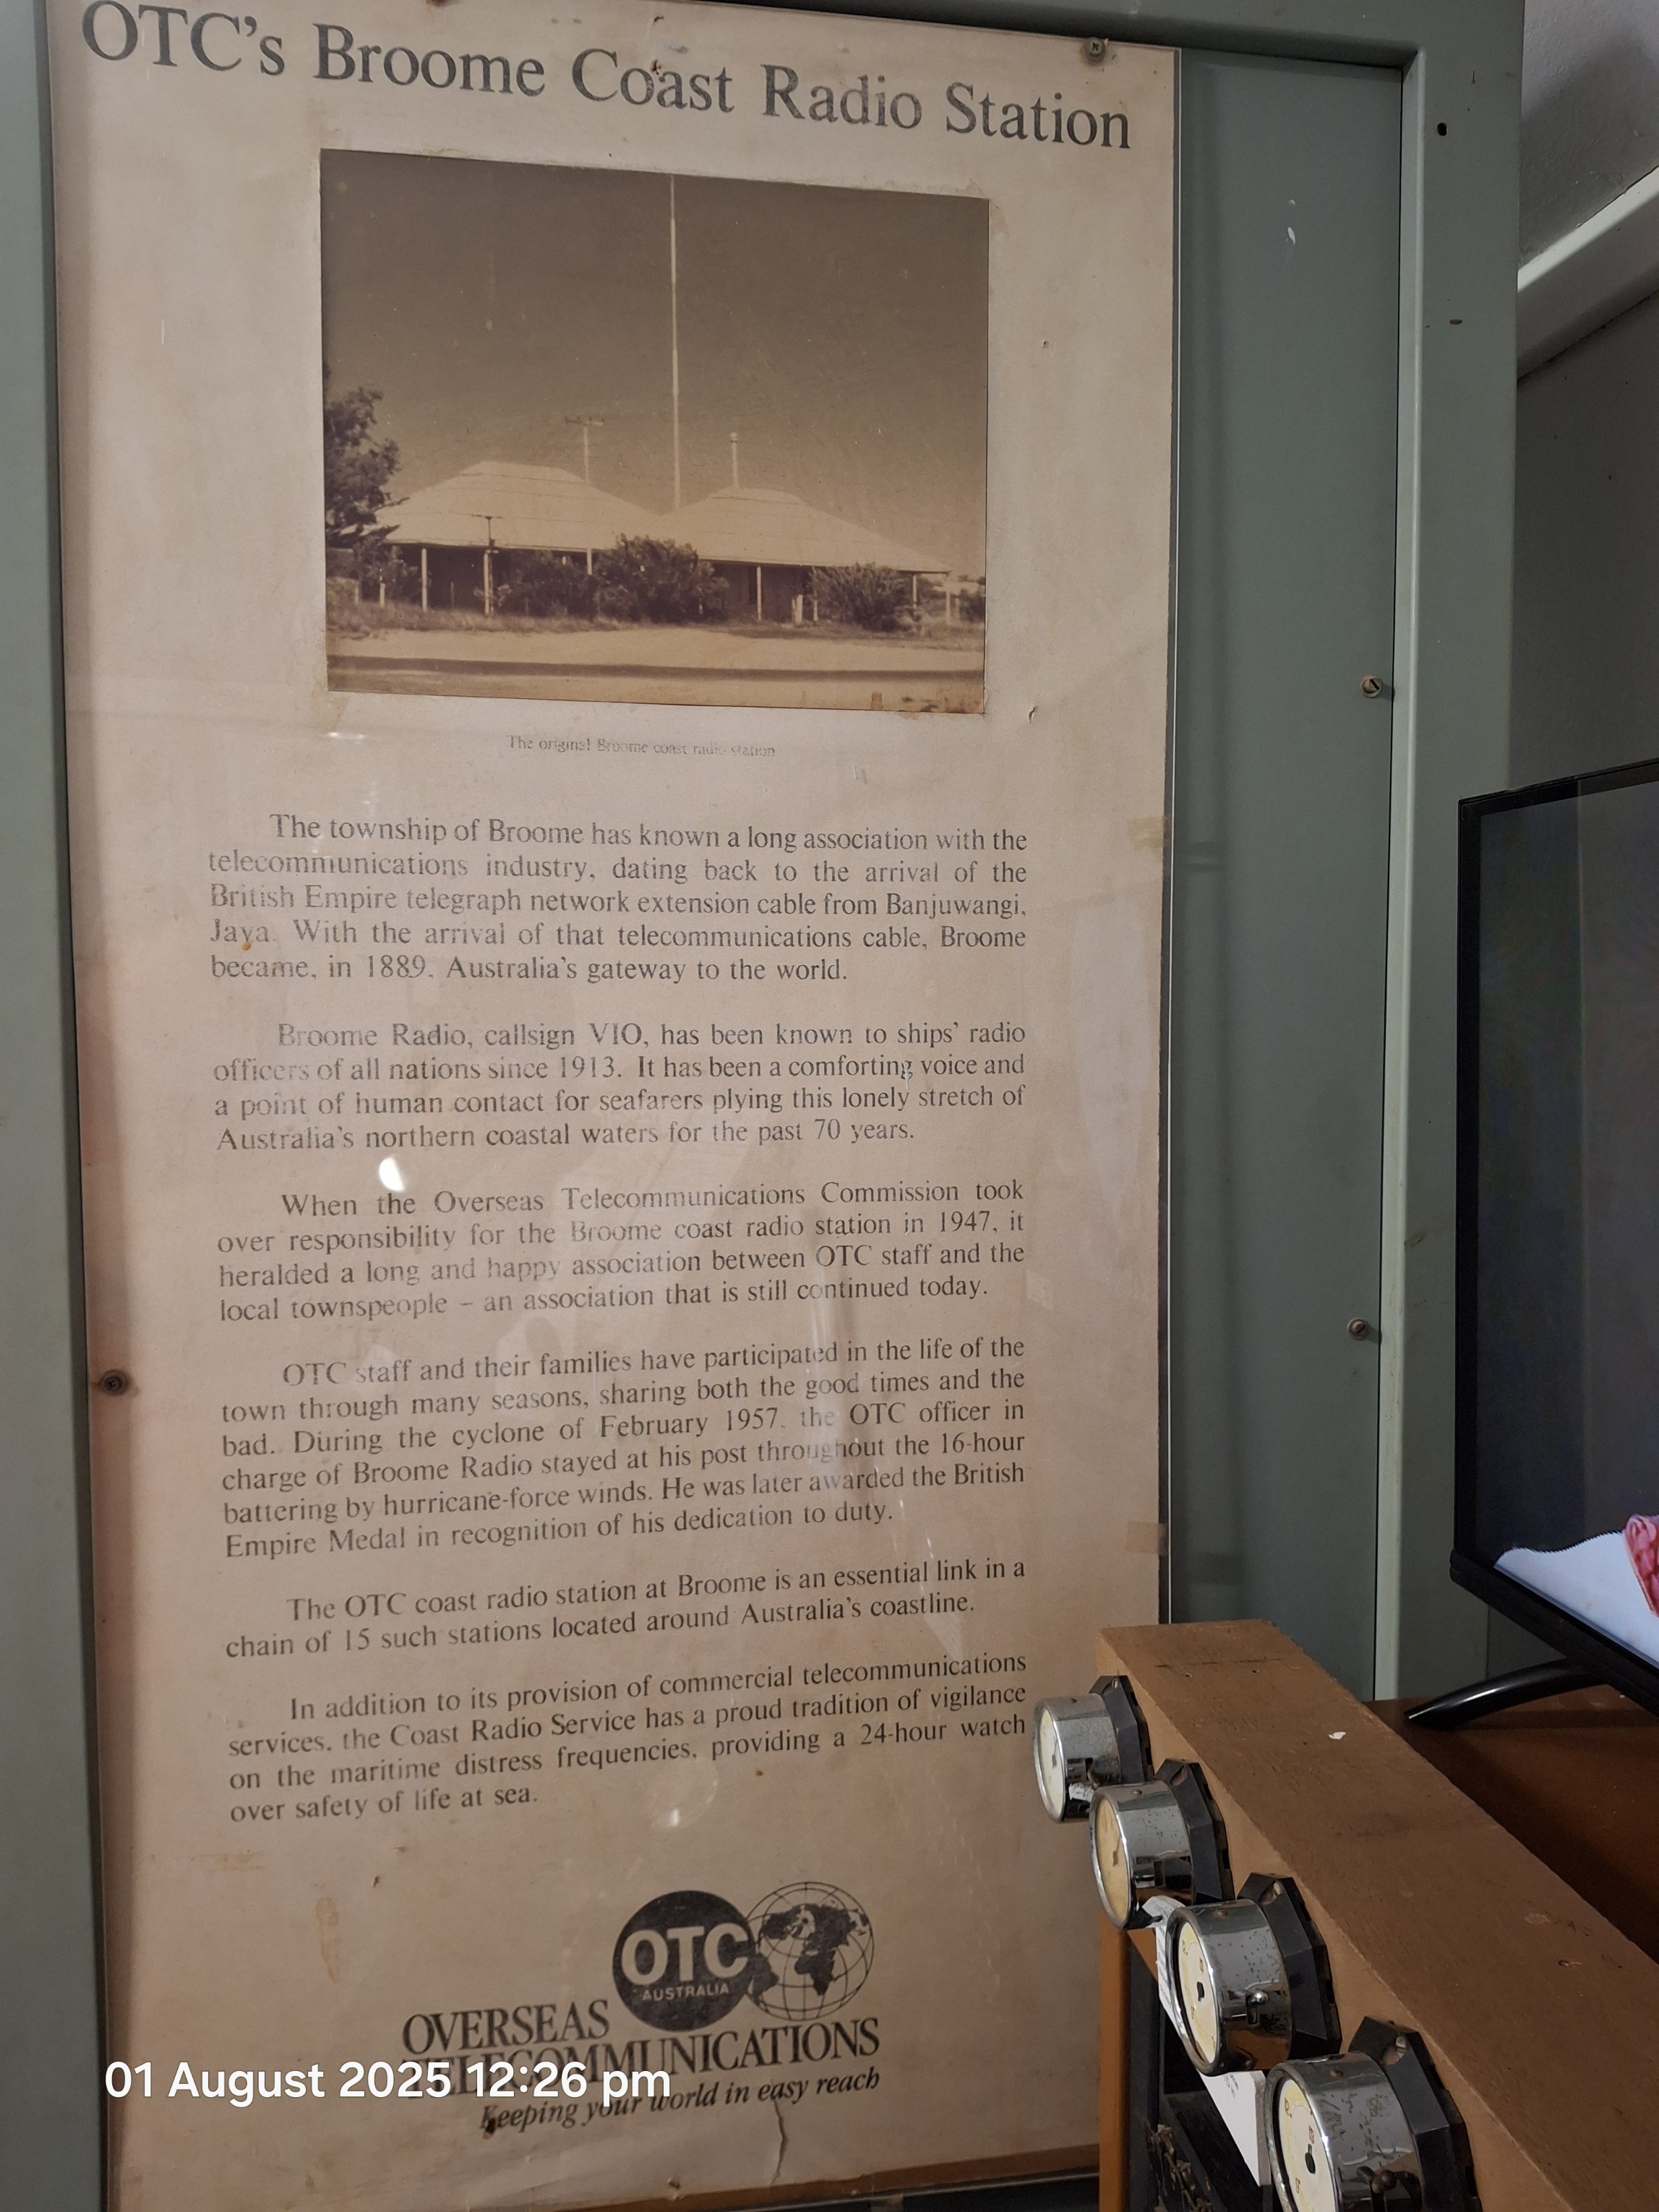 OTC's Broome Coast Radio Station
The original Broome coast radio station
The township of Broome has known a long association with the
telecommunications industry, dating back to the arrival of the
British Empire telegraph network extension cable from Banjuwangi,
Java. With the arrival of that telecommunications cable, Broome
became, in 1889, Australia's gateway to the world.
Broome Radio, callsign VIO, has been known to ships' radio
officers of all nations since 1913. It has been a comforting voice and
a point of human contact for seafarers plying this lonely stretch of
Australia's northern coastal waters for the past 70 years.
When the Overseas Telecommunications Commission took
over responsibility for the Broome coast radio station in 1947, it
heralded a long and happy association between OTC staff and the
local townspeople – an association that is still continued today.
OTC staff and their families have participated in the life of the
town through many seasons, sharing both the good times and the
bad. During the cyclone of February 1957, the OTC officer in
charge of Broome Radio stayed at his post throughout the 16-hour
battering by hurricane-force winds. He was later awarded the British
Empire Medal in recognition of his dedication to duty.
The OTC coast radio station at Broome is an essential link in a
chain of 15 such stations located around Australia's coastline.
In addition to its provision of commercial telecommunications
services, the Coast Radio Service has a proud tradition of vigilance
on the maritime distress frequencies, providing a 24-hour watch
over safety of life at sea.
OTC
AUSTRALIA
OVERSEAS
TELECOMMUNICATIONS
Keeping your world in easy reach
01 August 2025 12:26 pm